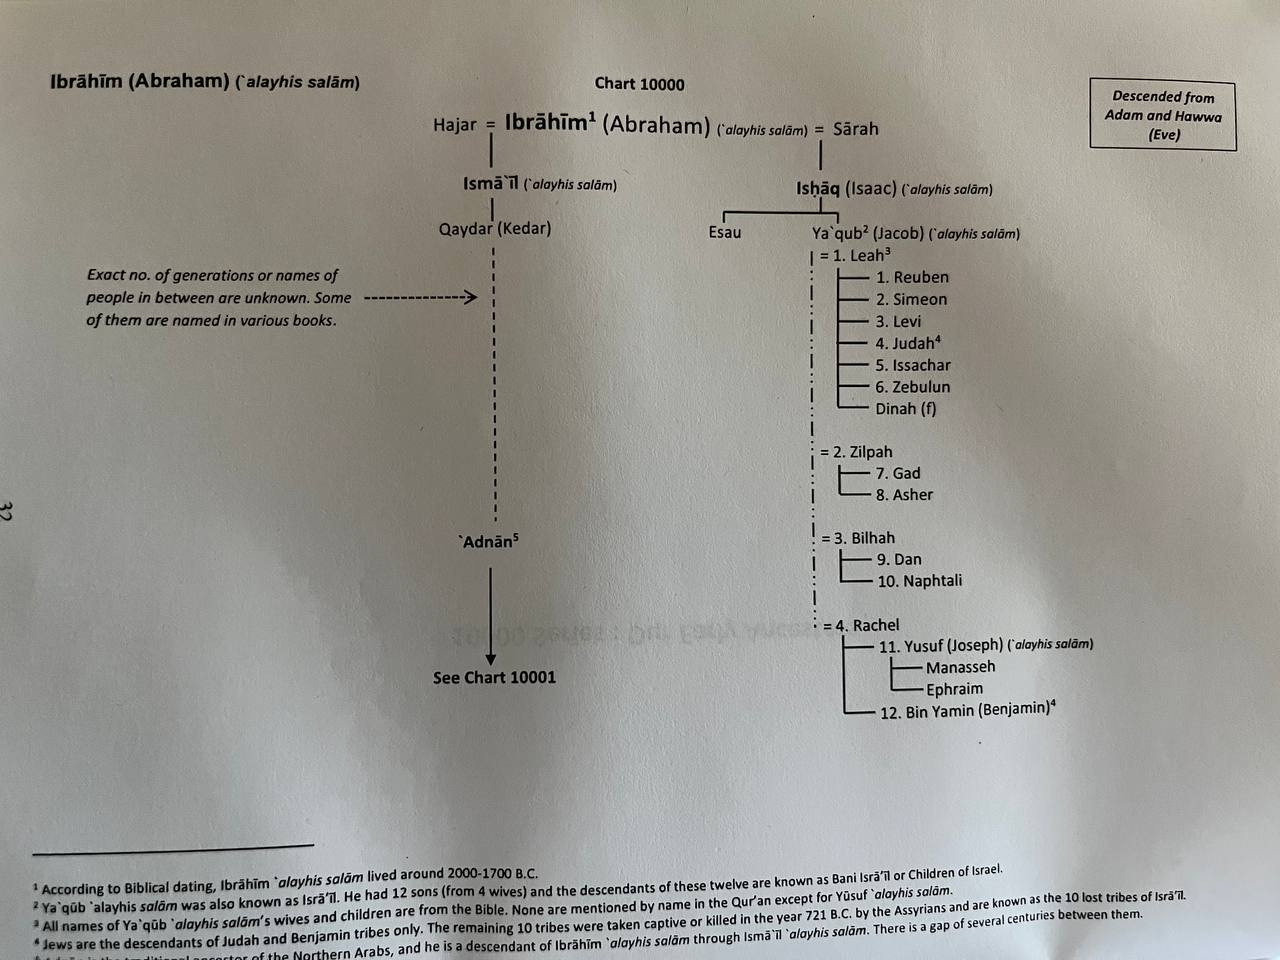 Ibrāhīm (Abraham) (`alayhis salām)
Chart 10000
Descended from
Adam and Hawwa
(Eve)
Hajar = Ibrāhīm¹ (Abraham) (`alayhis salām) = Sārah
Ismā`īl (`alayhis salām)
Isḥāq (Isaac) (`alayhis salām)
Qaydar (Kedar)
Esau
Ya`qub² (Jacob) (`alayhis salām)
Exact no. of generations or names of
people in between are unknown. Some
of them are named in various books.
= 1. Leah³
1. Reuben
2. Simeon
3. Levi
4. Judah⁴
5. Issachar
6. Zebulun
Dinah (f)
= 2. Zilpah
7. Gad
8. Asher
= 3. Bilhah
9. Dan
10. Naphtali
= 4. Rachel
11. Yusuf (Joseph) (`alayhis salām)
Manasseh
Ephraim
12. Bin Yamin (Benjamin)⁴
`Adnān⁵
See Chart 10001
32
¹ According to Biblical dating, Ibrāhīm `alayhis salām lived around 2000-1700 B.C.
² Ya`qūb `alayhis salām was also known as Isrā’īl. He had 12 sons (from 4 wives) and the descendants of these twelve are known as Bani Isrā’īl or Children of Israel.
³ All names of Ya`qūb `alayhis salām’s wives and children are from the Bible. None are mentioned by name in the Qur’an except for Yūsuf `alayhis salām.
⁴ Jews are the descendants of Judah and Benjamin tribes only. The remaining 10 tribes were taken captive or killed in the year 721 B.C. by the Assyrians and are known as the 10 lost tribes of Isrā’īl.
traditional ancestor of the Northern Arabs, and he is a descendant of Ibrāhīm `alayhis salām through Ismā`īl `alayhis salām. There is a gap of several centuries between them.